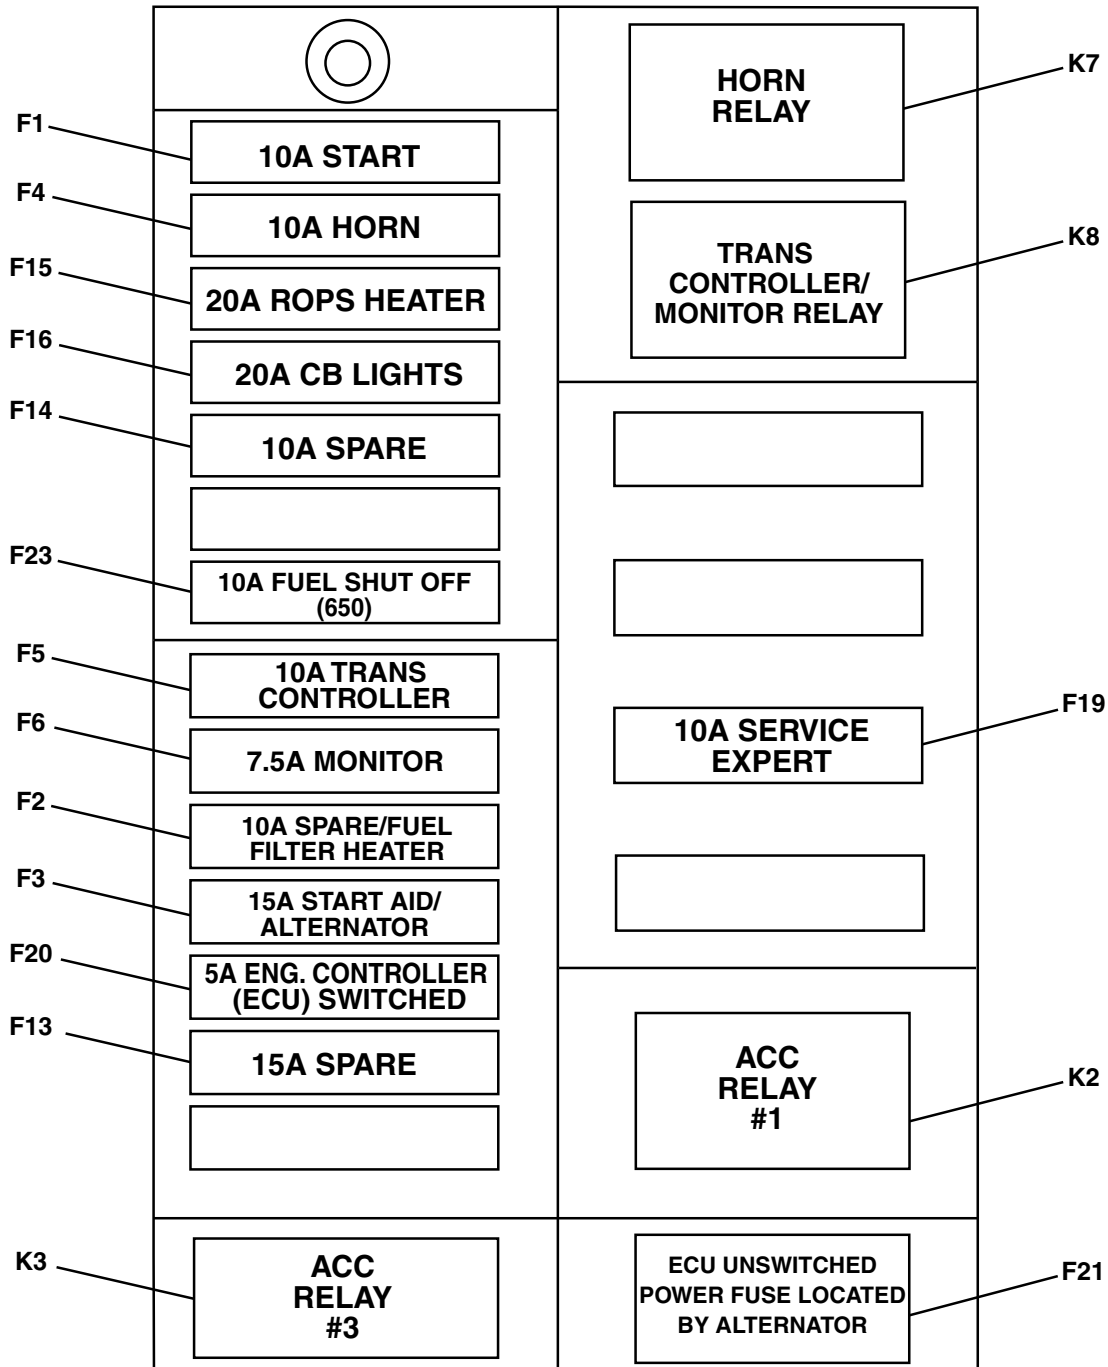 F1
10A START
F4
10A HORN
F15
20A ROPS HEATER
F16
20A CB LIGHTS
F14
10A SPARE
F23
10A FUEL SHUT OFF
(650)
F5
10A TRANS
CONTROLLER
F6
7.5A MONITOR
F2
10A SPARE/FUEL
FILTER HEATER
F3
15A START AID/
ALTERNATOR
F20
5A ENG. CONTROLLER
(ECU) SWITCHED
F13
15A SPARE
K3
ACC
RELAY
#3
HORN
RELAY
K7
TRANS
CONTROLLER/
MONITOR RELAY
K8
10A SERVICE
EXPERT
F19
ACC
RELAY
#1
K2
ECU UNSWITCHED
POWER FUSE LOCATED
BY ALTERNATOR
F21